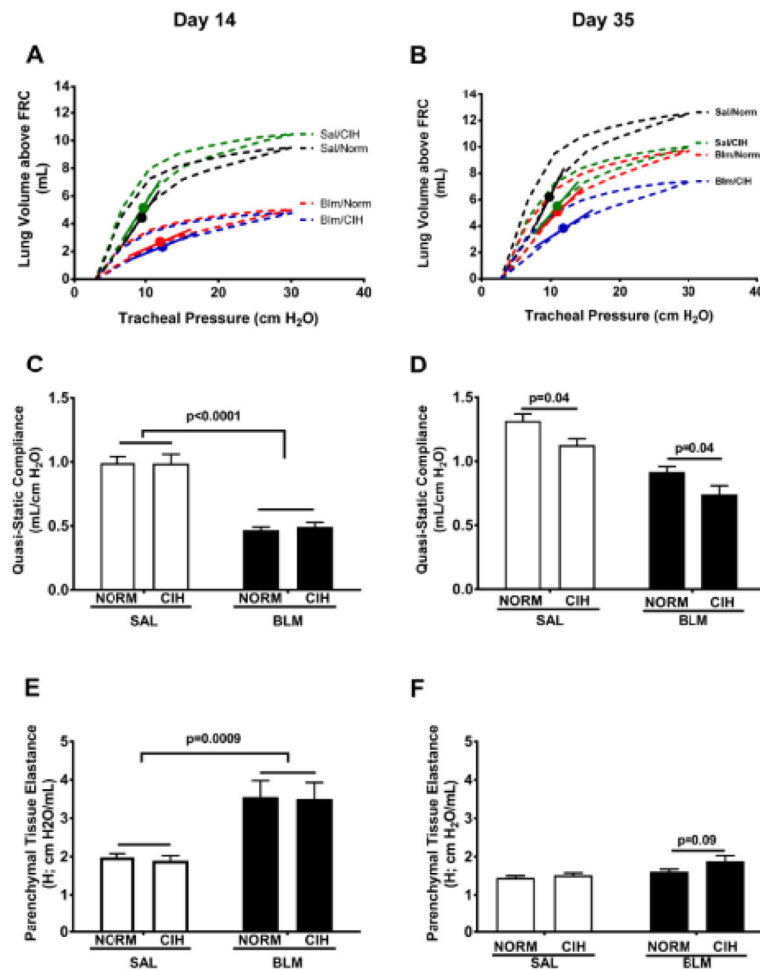 Day 14
Day 35
A
Lung Volume above FRC
(mL)
14
12
10
8
6
4
2
0
Sal/CIH
Sal/Norm
Blm/Norm
Blm/CIH
0
10
20
30
40
Tracheal Pressure (cm H₂O)
B
Lung Volume above FRC
(mL)
14
12
10
8
6
4
2
0
Sal/Norm
Sal/CIH
Blm/Norm
Blm/CIH
0
10
20
30
40
Tracheal Pressure (cm H₂O)
C
Quasi-Static Compliance
(mL/cm H₂O)
1.5
1.0
0.5
0.0
p<0.0001
NORM CIH NORM CIH
SAL BLM
D
Quasi-Static Compliance
(mL/cm H₂O)
1.5
1.0
0.5
0.0
p=0.04
p=0.04
NORM CIH NORM CIH
SAL BLM
E
Parenchymal Tissue Elastance
(H; cm H2O/mL)
5
4
3
2
1
0
p=0.0009
NORM CIH NORM CIH
SAL BLM
F
Parenchymal Tissue Elastance
(H; cm H₂O/mL)
5
4
3
2
1
0
p=0.09
NORM CIH NORM CIH
SAL BLM